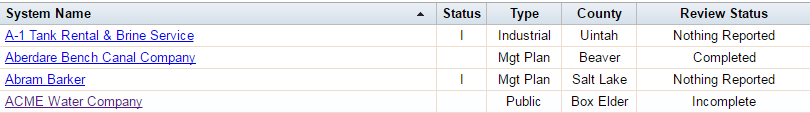 System Name Status Type County Review Status
A-1 Tank Rental & Brine Service I Industrial Uintah Nothing Reported
Aberdare Bench Canal Company Mgt Plan Beaver Completed
Abram Barker I Mgt Plan Salt Lake Nothing Reported
ACME Water Company Public Box Elder Incomplete